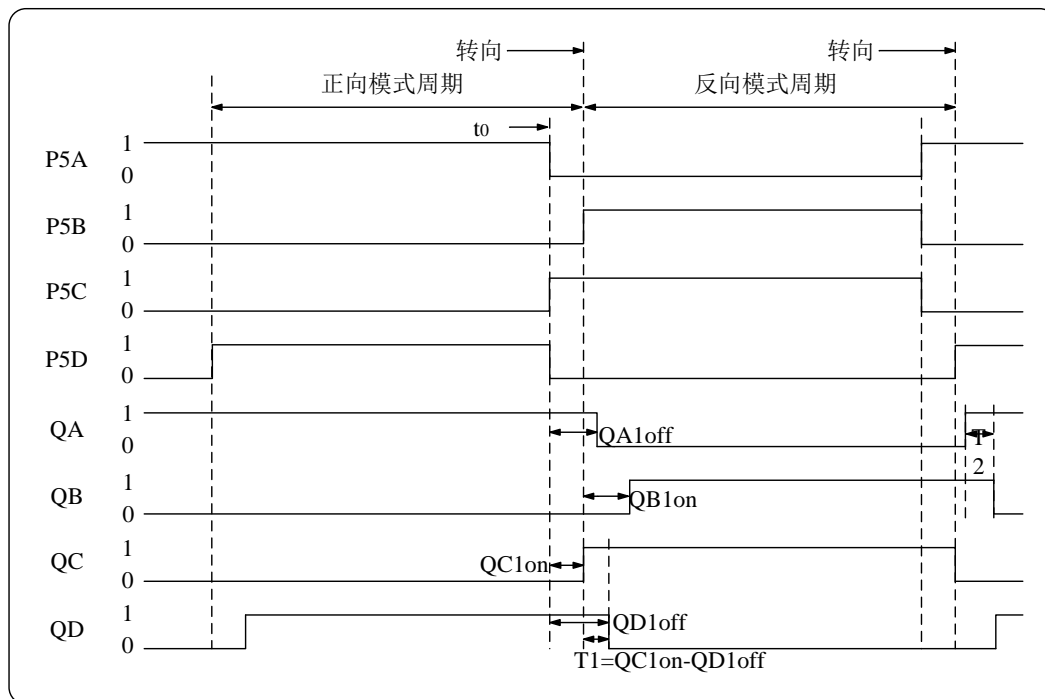 转向 转向
正向模式周期 反向模式周期
t0
P5A 1
0
P5B 1
0
P5C 1
0
P5D 1
0
QA 1
0 QA1off T
2
QB 1
0 QB1on
QC 1
0 QC1on
QD 1
0 QD1off
T1=QC1on-QD1off